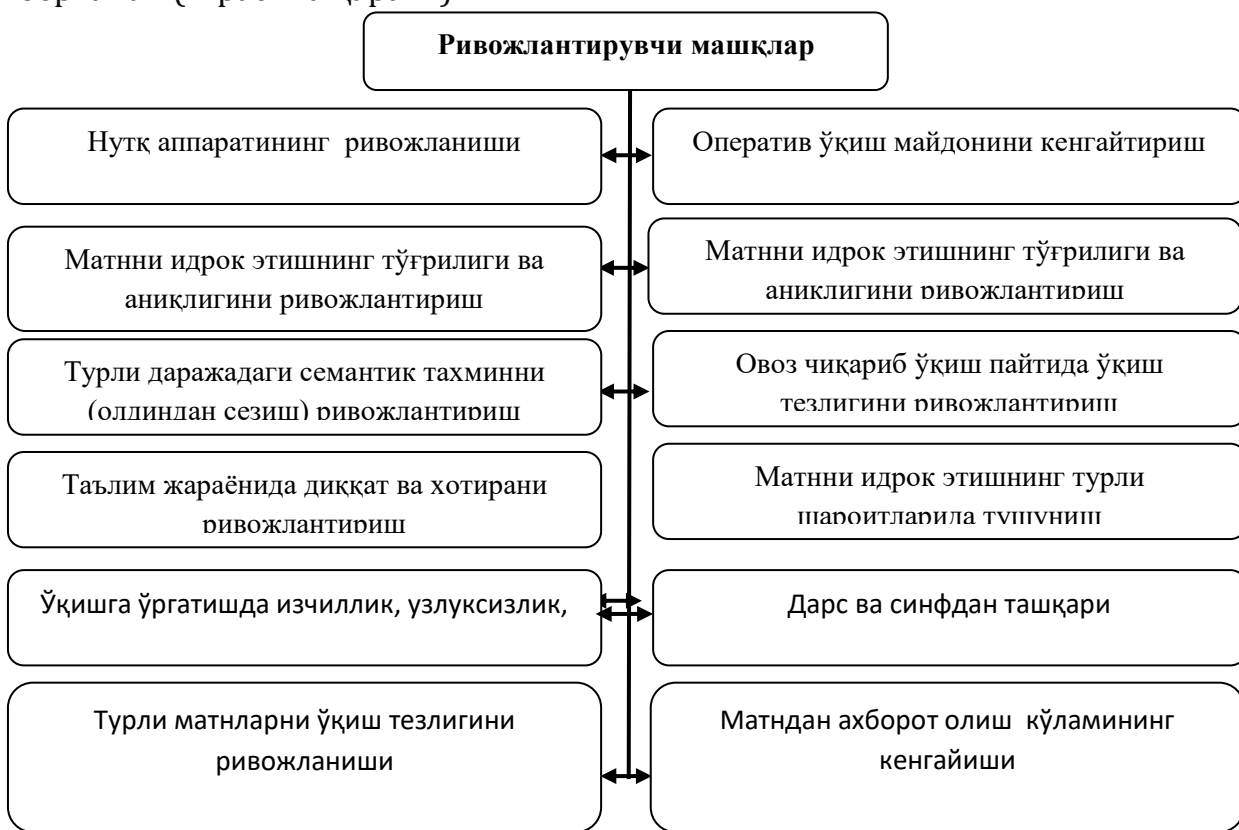 Ривожлантирувчи машқлар
Нутқ аппаратининг ривожланиши
Оператив ўқиш майдонини кенгайтириш
Матнни идрок этишнинг тўғрилиги ва
аниқлигини ривожлантириш
Матнни идрок этишнинг тўғрилиги ва
аниқлигини ривожлантириш
Турли даражадаги семантик тахминни
(олдиндан сезиш) ривожлантириш
Овоз чиқариб ўқиш пайтида ўқиш
тезлигини ривожлантириш
Таълим жараёнида диққат ва хотирани
ривожлантириш
Матнни идрок этишнинг турли
шароитларида тушуниш
Ўқишга ўргатишда изчиллик, узлуксизлик,
Дарс ва синфдан ташқари
Турли матнларни ўқиш тезлигини
ривожланиши
Матндан ахборот олиш кўламининг
кенгайиши